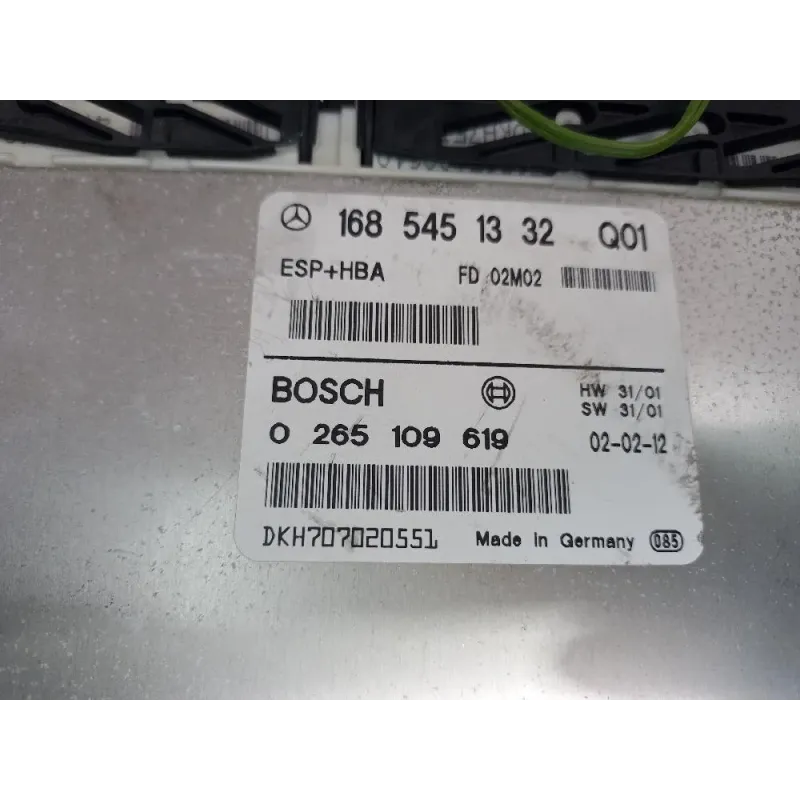 168 545 13 32 Q01
ESP+HBA FD 02M02
BOSCH HW 31/01
SW 31/01
0 265 109 619 02-02-12
DKH707020551 Made in Germany 085